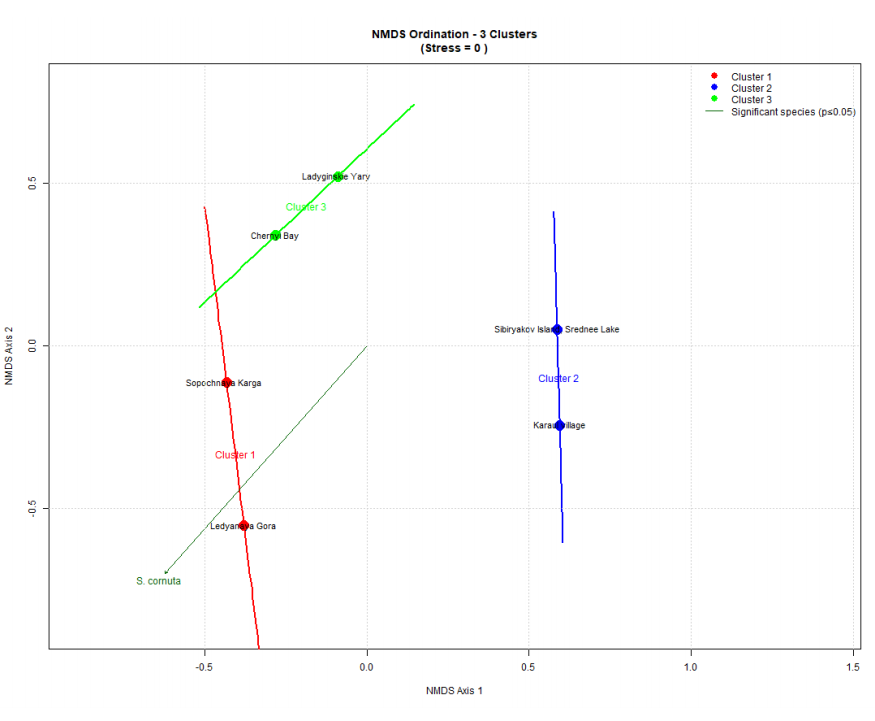 NMDS Ordination - 3 Clusters
(Stress = 0 )
Cluster 1
Cluster 2
Cluster 3
Significant species (p≤0.05)
Ladyginskie Yary
Cluster 3
Chernyi Bay
Sibiryakov Island Srednee Lake
Sopochnaya Karga
Cluster 2
Karaul village
Cluster 1
Ledyanaya Gora
S. cornuta
0.5
0.0
-0.5
NMDS Axis 2
-0.5
0.0
0.5
1.0
1.5
NMDS Axis 1